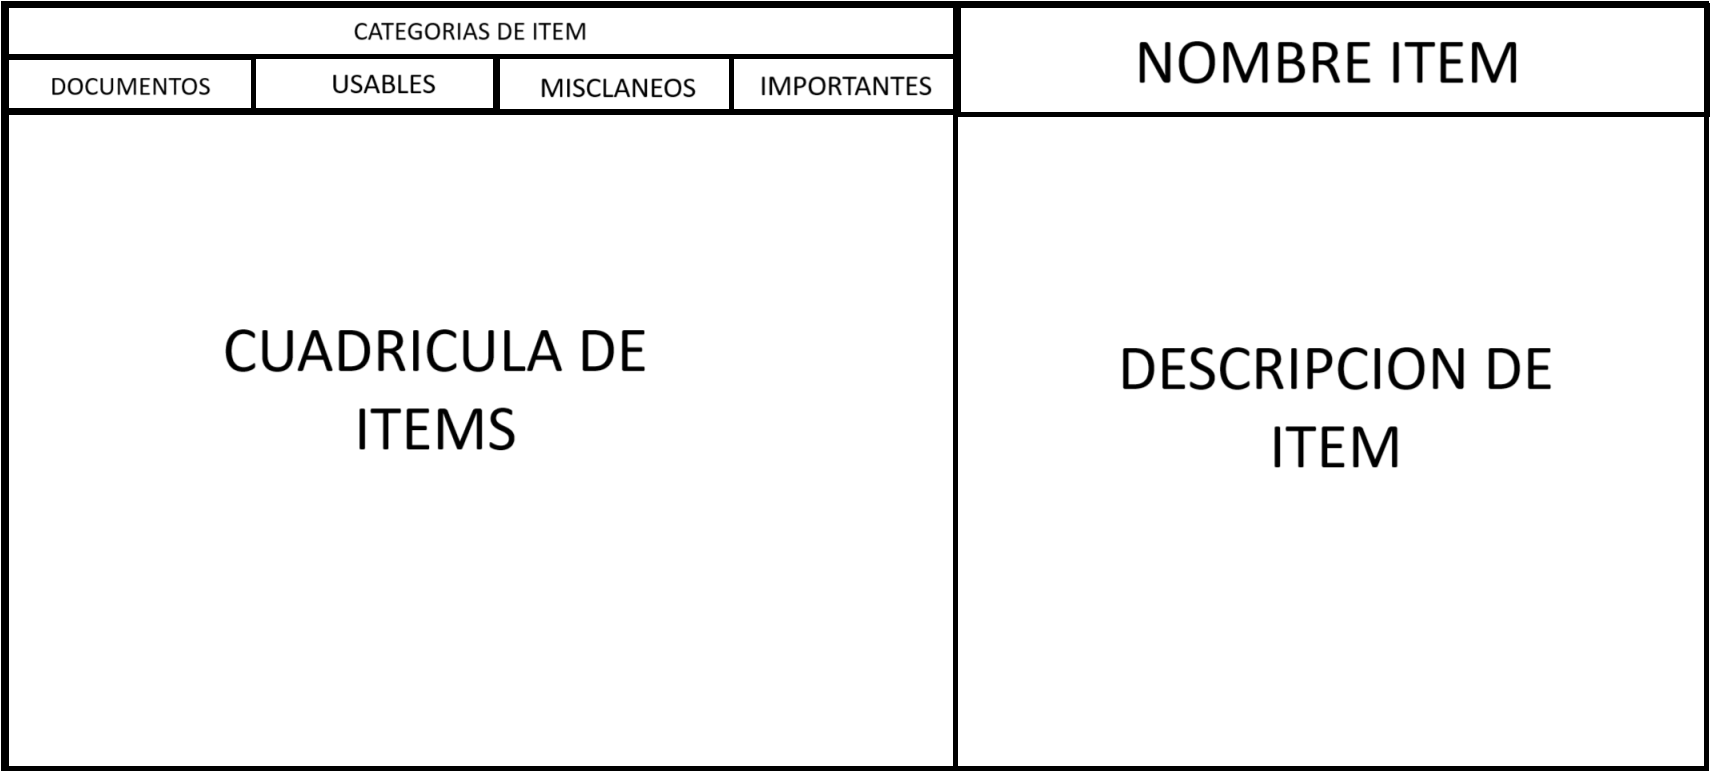 CATEGORIAS DE ITEM
DOCUMENTOS
USABLES
MISCLANEOS
IMPORTANTES
NOMBRE ITEM
CUADRICULA DE
ITEMS
DESCRIPCION DE
ITEM